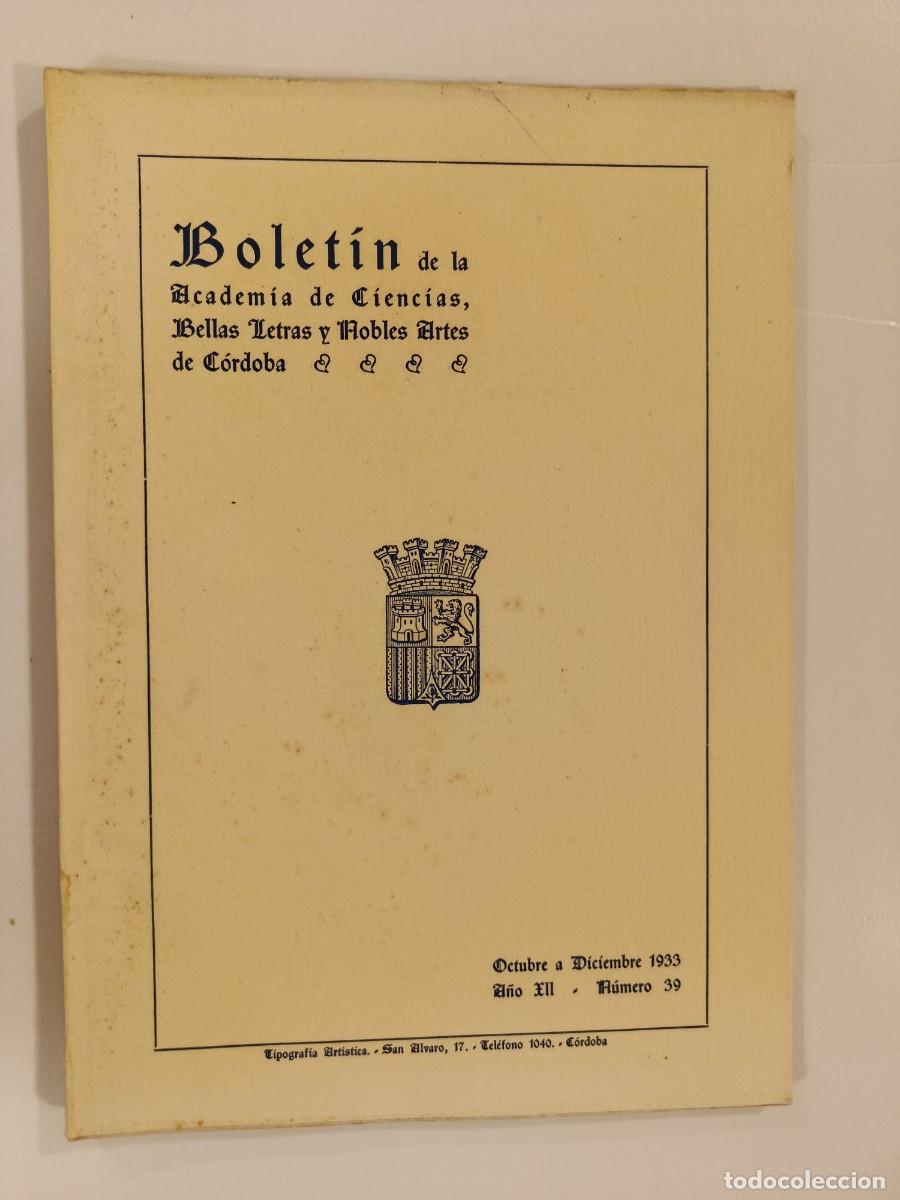 Boletín de la
Academia de Ciencias,
Bellas Letras y Nobles Artes
de Córdoba
Octubre a Diciembre 1933
Año XII - Número 39
Tipografía Artística. - San Alvaro, 17. - Teléfono 1040. - Córdoba
todocoleccion